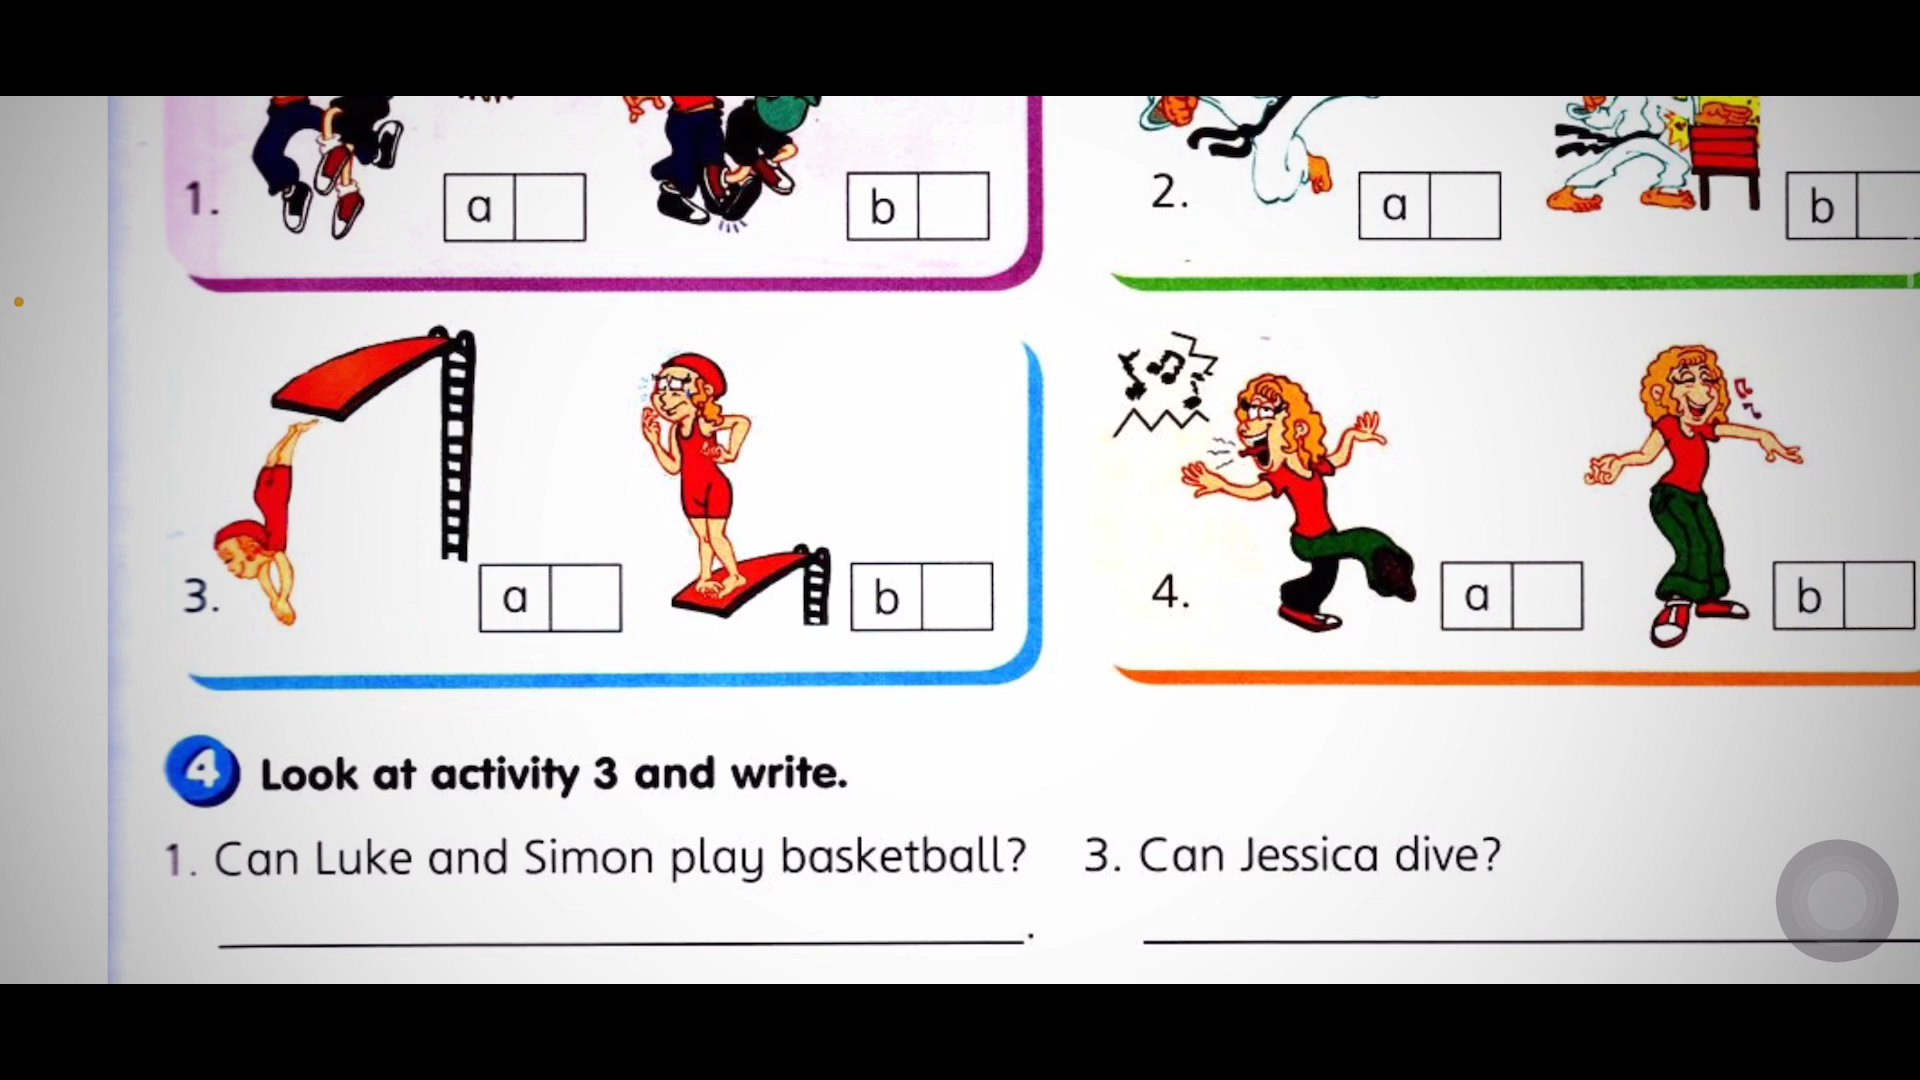 1.
a
b
2.
a
b
3.
a
b
4.
a
b
4 Look at activity 3 and write.
1. Can Luke and Simon play basketball?
3. Can Jessica dive?